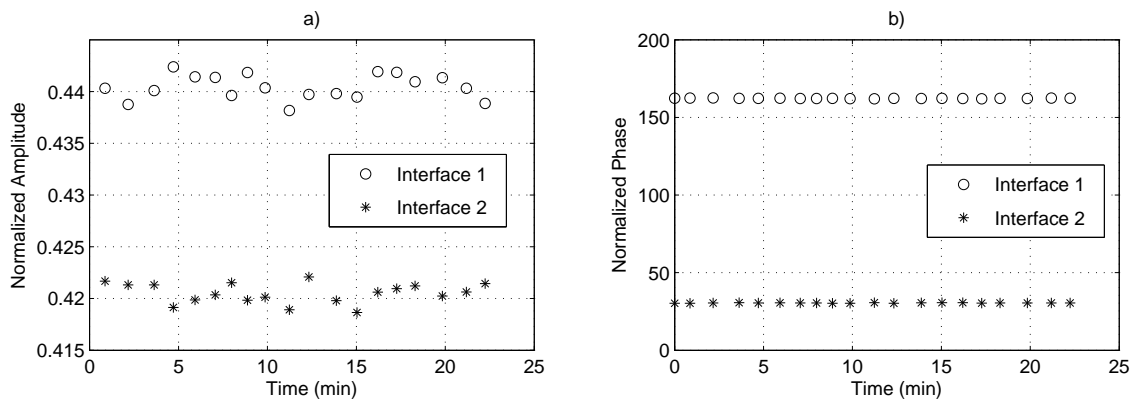 a)
0.44
0.435
0.43
0.425
0.42
0.415
0 5 10 15 20 25
Normalized Amplitude
Time (min)
Interface 1
Interface 2
b)
200
150
100
50
0
0 5 10 15 20 25
Normalized Phase
Time (min)
Interface 1
Interface 2